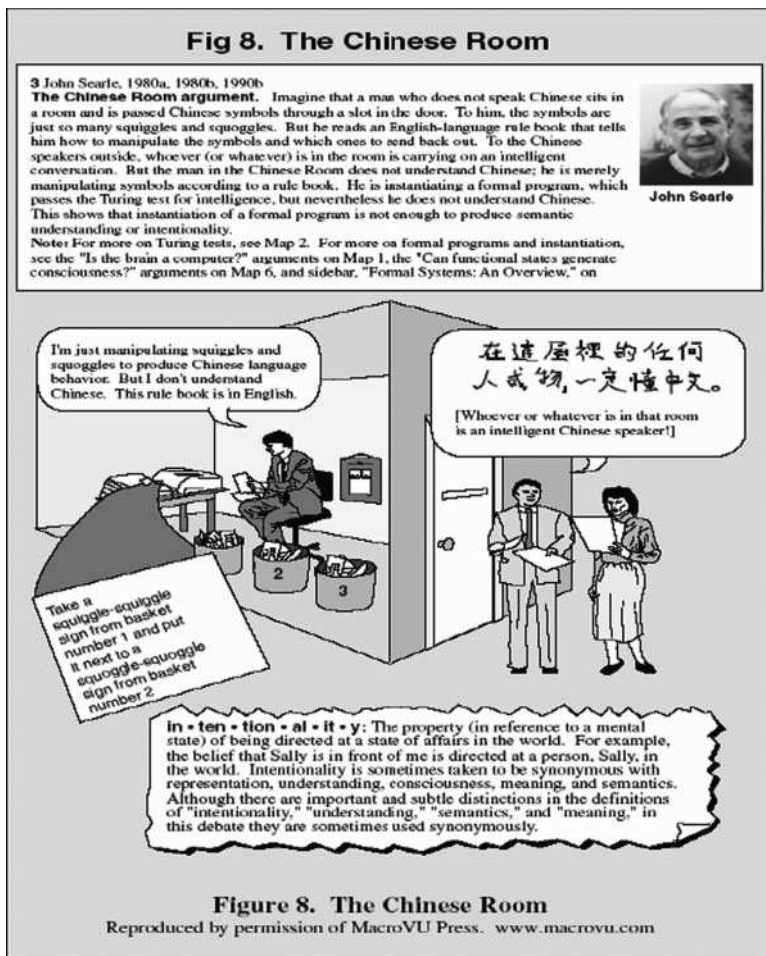 Fig 8. The Chinese Room
3 John Searle, 1980a, 1980b, 1990b
The Chinese Room argument. Imagine that a man who does not speak Chinese sits in
a room and is passed Chinese symbols through a slot in the door. To him, the symbols are
just so many squiggles and squoggles. But he reads an English-language rule book that tells
him how to manipulate the symbols and which ones to send back out. To the Chinese
speakers outside, whoever (or whatever) is in the room is carrying on an intelligent
conversation. But the man in the Chinese Room does not understand Chinese; he is merely
manipulating symbols according to a rule book. He is instantiating a formal program, which
passes the Turing test for intelligence, but nevertheless he does not understand Chinese.
This shows that instantiation of a formal program is not enough to produce semantic
understanding or intentionality.
Note: For more on Turing tests, see Map 2. For more on formal programs and instantiation,
see the "Is the brain a computer?" arguments on Map 1, the "Can functional states generate
consciousness?" arguments on Map 6, and sidebar, "Formal Systems: An Overview," on
John Searle
I'm just manipulating squiggles and
squoggles to produce Chinese language
behavior. But I don't understand
Chinese. This rule book is in English.
在這屋裡的任何
人或物,一定懂中文。
[Whoever or whatever is in that room
is an intelligent Chinese speaker!]
2
3
Take a
squiggle-squiggle
sign from basket
number 1 and put
it next to a
squoggle-squoggle
sign from basket
number 2
in • ten • tion • al • it • y: The property (in reference to a mental
state) of being directed at a state of affairs in the world. For example,
the belief that Sally is in front of me is directed at a person, Sally, in
the world. Intentionality is sometimes taken to be synonymous with
representation, understanding, consciousness, meaning, and semantics.
Although there are important and subtle distinctions in the definitions
of "intentionality," "understanding," "semantics," and "meaning," in
this debate they are sometimes used synonymously.
Figure 8. The Chinese Room
Reproduced by permission of MacroVU Press. www.macrovu.com